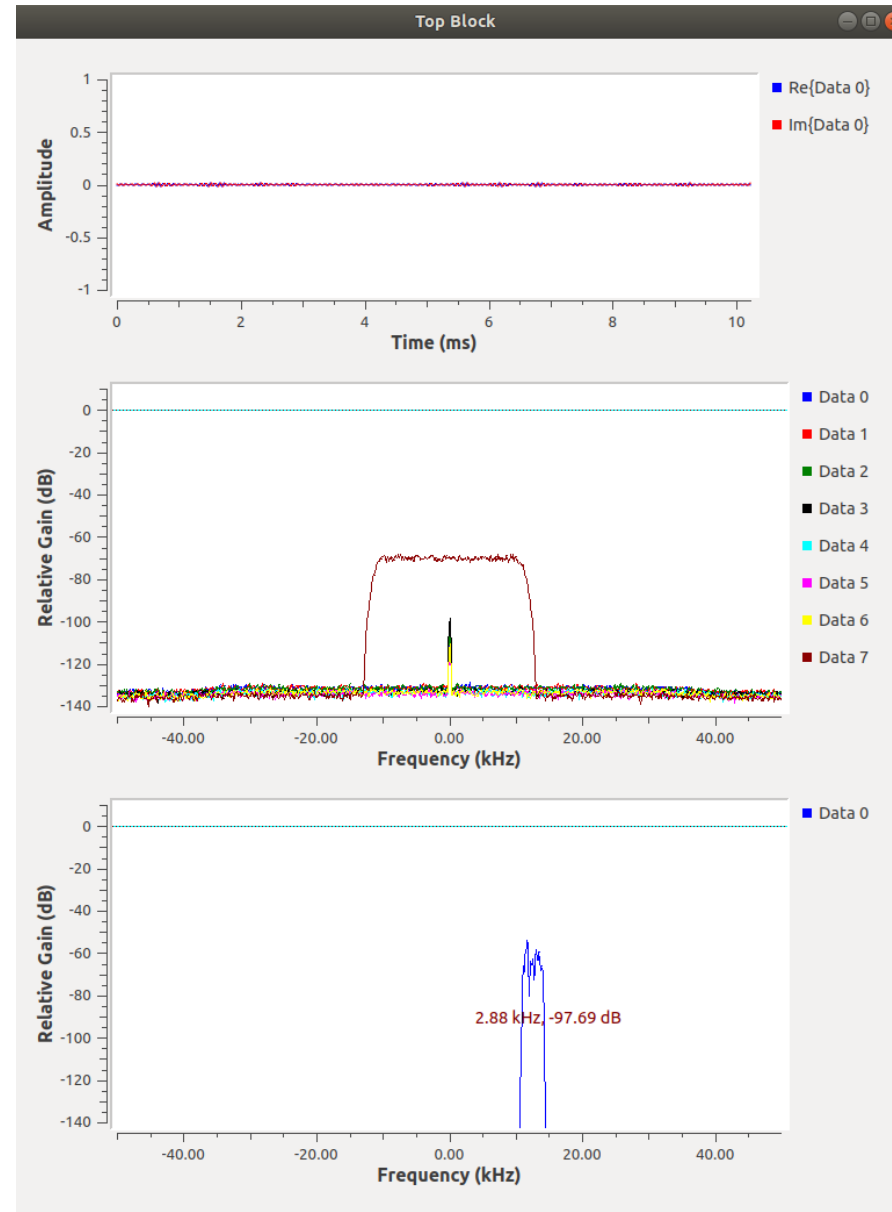 Top Block
1
0.5
0
-0.5
-1
Amplitude
0 2 4 6 8 10
Time (ms)
Re{Data 0}
Im{Data 0}
0
-20
-40
-60
-80
-100
-120
-140
Relative Gain (dB)
-40.00 -20.00 0.00 20.00 40.00
Frequency (kHz)
Data 0
Data 1
Data 2
Data 3
Data 4
Data 5
Data 6
Data 7
0
-20
-40
-60
-80
-100
-120
-140
Relative Gain (dB)
2.88 kHz, -97.69 dB
-40.00 -20.00 0.00 20.00 40.00
Frequency (kHz)
Data 0